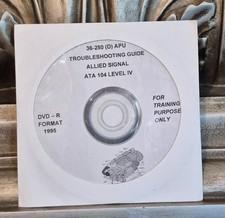 36-280 (D) APU
TROUBLESHOOTING GUIDE
ALLIED SIGNAL
ATA 104 LEVEL IV
DVD – R
FORMAT
1995
FOR
TRAINING
PURPOSE
ONLY